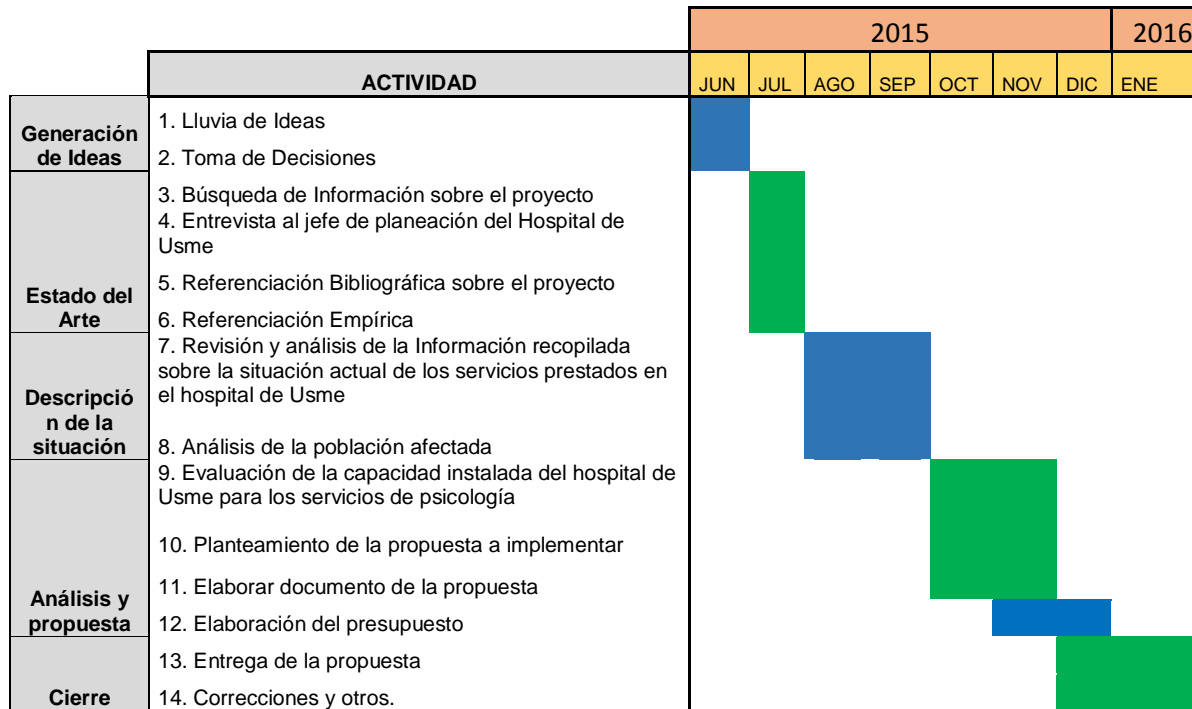 2015 2016
ACTIVIDAD JUN JUL AGO SEP OCT NOV DIC ENE
Generación
de Ideas
1. Lluvia de Ideas
2. Toma de Decisiones
Estado del
Arte
3. Búsqueda de Información sobre el proyecto
4. Entrevista al jefe de planeación del Hospital de
Usme
5. Referenciación Bibliográfica sobre el proyecto
6. Referenciación Empírica
Descripció
n de la
situación
7. Revisión y análisis de la Información recopilada
sobre la situación actual de los servicios prestados en
el hospital de Usme
8. Análisis de la población afectada
Análisis y
propuesta
9. Evaluación de la capacidad instalada del hospital de
Usme para los servicios de psicología
10. Planteamiento de la propuesta a implementar
11. Elaborar documento de la propuesta
12. Elaboración del presupuesto
Cierre
13. Entrega de la propuesta
14. Correcciones y otros.